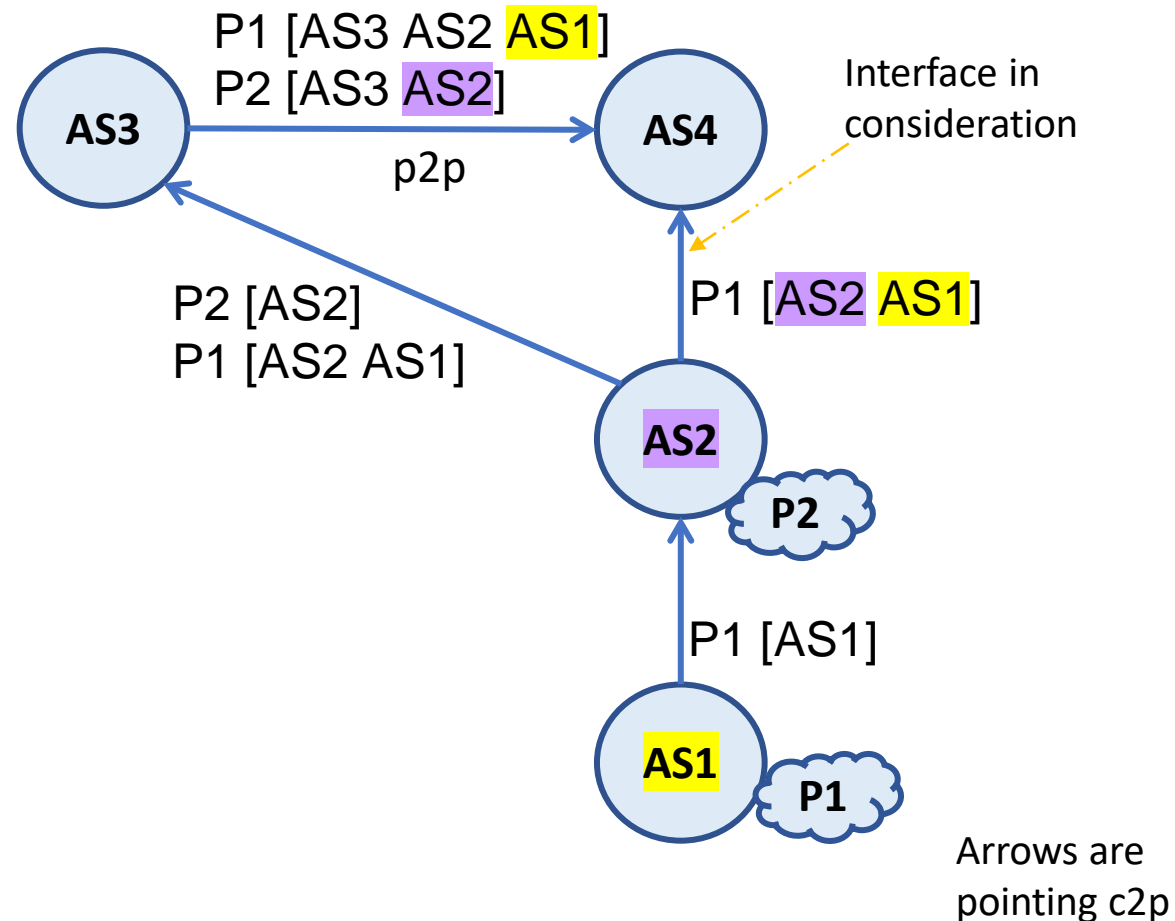 P1 [AS3 AS2 AS1]
P2 [AS3 AS2]
Interface in
consideration
AS3
AS4
p2p
P2 [AS2]
P1 [AS2 AS1]
P1 [AS2 AS1]
AS2
P2
P1 [AS1]
AS1
P1
Arrows are
pointing c2p